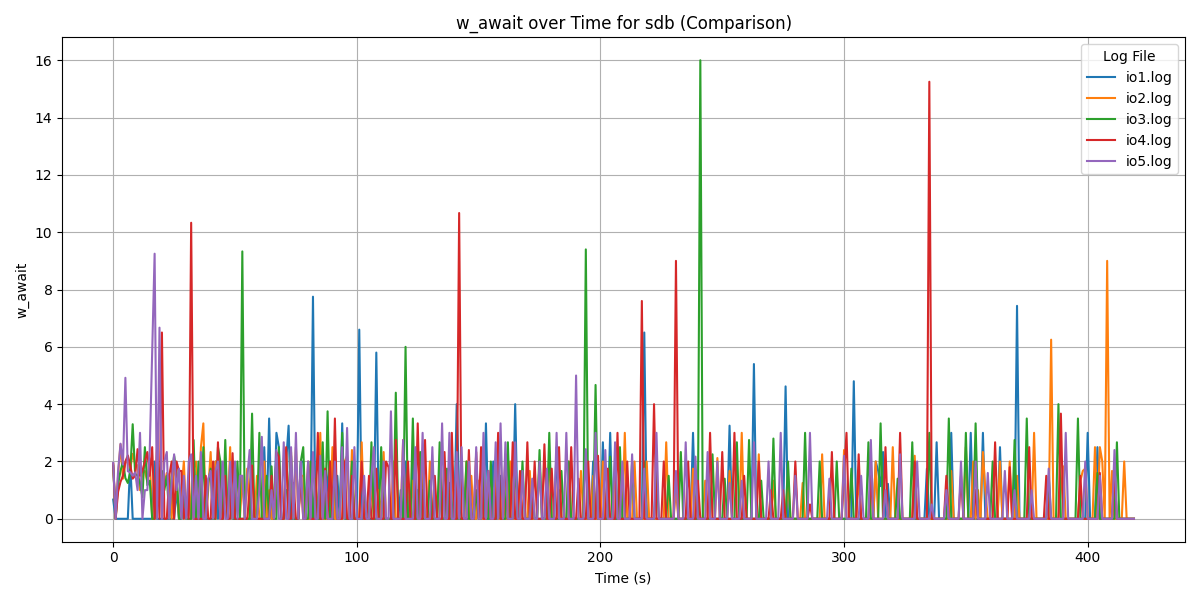 w_await over Time for sdb (Comparison)
w_await
16
14
12
10
8
6
4
2
0
0 100 200 300 400
Time (s)
Log File
io1.log
io2.log
io3.log
io4.log
io5.log